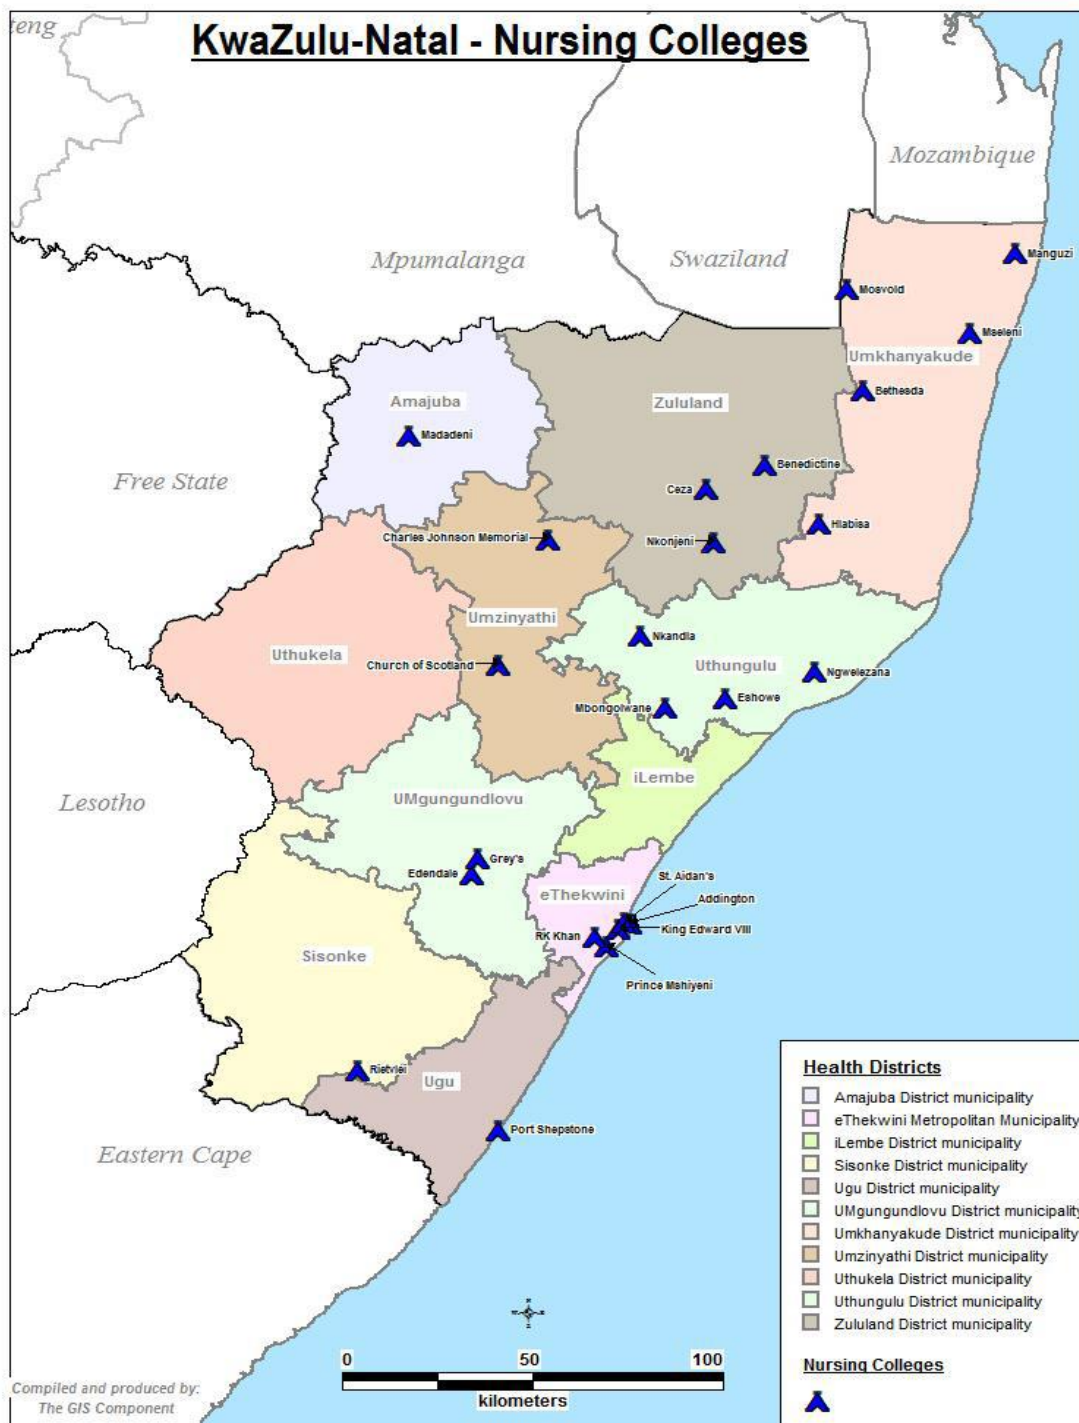 KwaZulu-Natal - Nursing Colleges
teng
Mozambique
Mpumalanga
Swaziland
Manguzi
Mosvold
Mseleni
Umkhanyakude
Bethesda
Amajuba
Zululand
Madadeni
Benedictine
Free State
Ceza
Hlabisa
Charles Johnson Memorial
Nkonjeni
Umzinyathi
Nkandla
Uthukela
Uthungulu
Church of Scotland
Ngwelezana
Eshowe
Mbongolwane
iLembe
UMgungundlovu
Lesotho
Grey's
Edendale
St. Aidan's
eThekwini
Addington
King Edward VIII
RK Khan
Sisonke
Prince Mshiyeni
Rietvlei
Ugu
Port Shepstone
Eastern Cape
Health Districts
Amajuba District municipality
eThekwini Metropolitan Municipality
iLembe District municipality
Sisonke District municipality
Ugu District municipality
UMgungundlovu District municipality
Umkhanyakude District municipality
Umzinyathi District municipality
Uthukela District municipality
Uthungulu District municipality
Zululand District municipality
Nursing Colleges
0 50 100
kilometers
Compiled and produced by:
The GIS Component